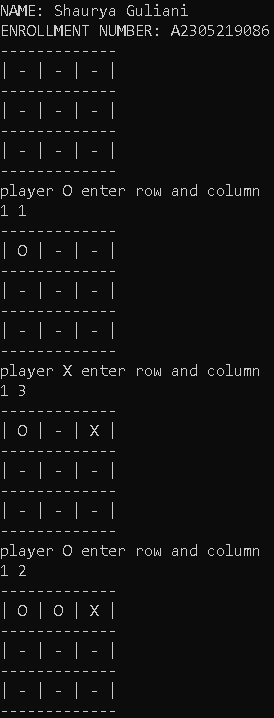 NAME: Shaurya Guliani
ENROLLMENT NUMBER: A2305219086
-------------
| - | - | - |
-------------
| - | - | - |
-------------
| - | - | - |
-------------
player O enter row and column
1 1
-------------
| O | - | - |
-------------
| - | - | - |
-------------
| - | - | - |
-------------
player X enter row and column
1 3
-------------
| O | - | X |
-------------
| - | - | - |
-------------
| - | - | - |
-------------
player O enter row and column
1 2
-------------
| O | O | X |
-------------
| - | - | - |
-------------
| - | - | - |
-------------